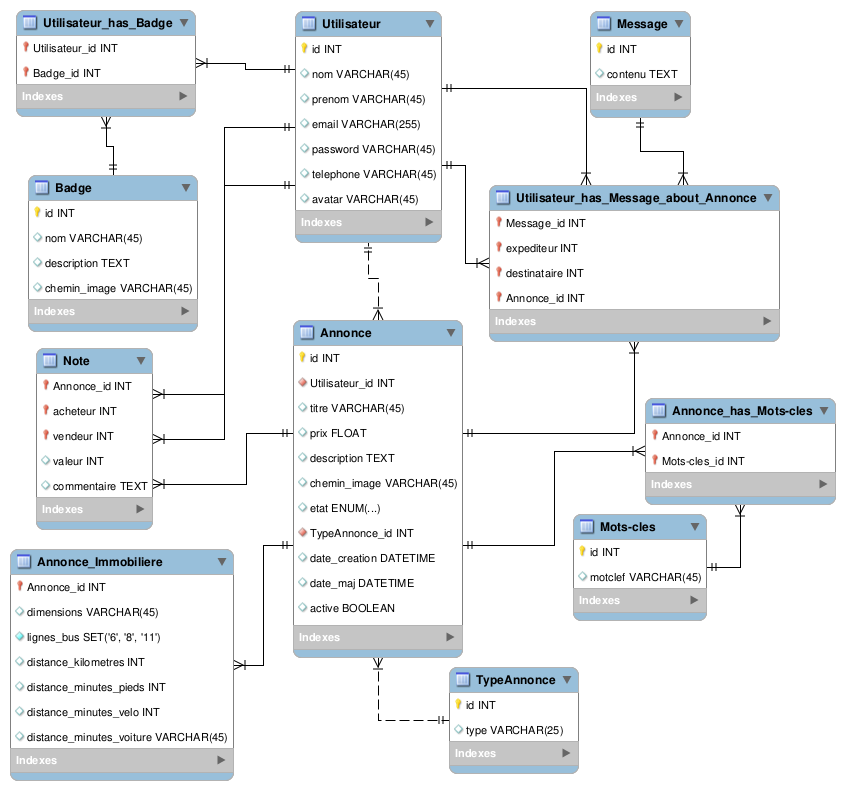 Utilisateur_has_Badge
Utilisateur_id INT
Badge_id INT
Indexes
Utilisateur
id INT
nom VARCHAR(45)
prenom VARCHAR(45)
email VARCHAR(255)
password VARCHAR(45)
telephone VARCHAR(45)
avatar VARCHAR(45)
Indexes
Message
id INT
contenu TEXT
Indexes
Badge
id INT
nom VARCHAR(45)
description TEXT
chemin_image VARCHAR(45)
Indexes
Utilisateur_has_Message_about_Annonce
Message_id INT
expediteur INT
destinataire INT
Annonce_id INT
Indexes
Note
Annonce_id INT
acheteur INT
vendeur INT
valeur INT
commentaire TEXT
Indexes
Annonce
id INT
Utilisateur_id INT
titre VARCHAR(45)
prix FLOAT
description TEXT
chemin_image VARCHAR(45)
etat ENUM(...)
TypeAnnonce_id INT
date_creation DATETIME
date_maj DATETIME
active BOOLEAN
Indexes
Annonce_has_Mots-cles
Annonce_id INT
Mots-cles_id INT
Indexes
Mots-cles
id INT
motclef VARCHAR(45)
Indexes
Annonce_Immobiliere
Annonce_id INT
dimensions VARCHAR(45)
lignes_bus SET('6', '8', '11')
distance_kilometres INT
distance_minutes_pieds INT
distance_minutes_velo INT
distance_minutes_voiture VARCHAR(45)
Indexes
TypeAnnonce
id INT
type VARCHAR(25)
Indexes